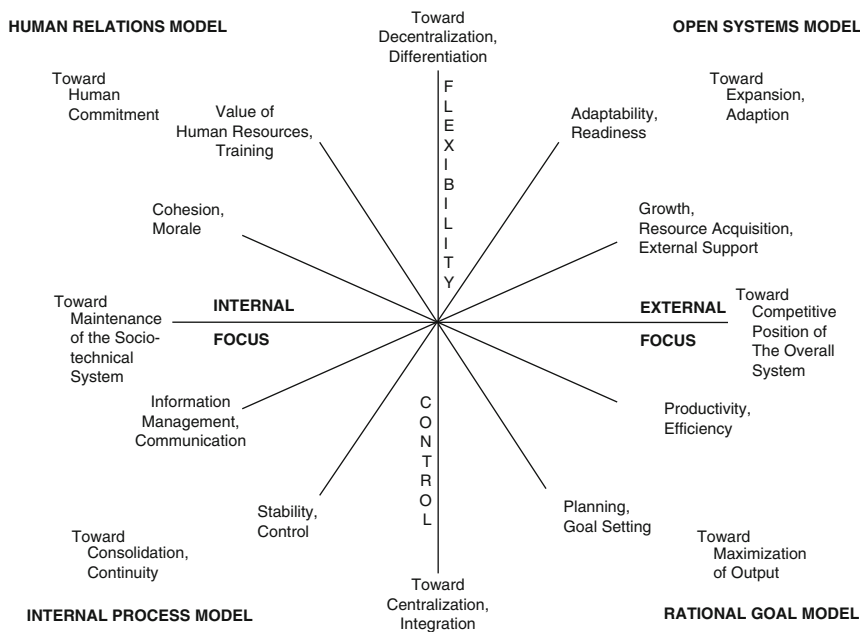 HUMAN RELATIONS MODEL
Toward
Decentralization,
Differentiation
OPEN SYSTEMS MODEL
Toward
Human
Commitment
Value of
Human Resources,
Training
FLEXIBILITY
Adaptability,
Readiness
Toward
Expansion,
Adaption
Cohesion,
Morale
Growth,
Resource Acquisition,
External Support
Toward
Maintenance
of the Socio-
technical
System
INTERNAL
FOCUS
EXTERNAL
FOCUS
Toward
Competitive
Position of
The Overall
System
Information
Management,
Communication
CONTROL
Productivity,
Efficiency
Stability,
Control
Planning,
Goal Setting
Toward
Consolidation,
Continuity
Toward
Maximization
of Output
INTERNAL PROCESS MODEL
Toward
Centralization,
Integration
RATIONAL GOAL MODEL